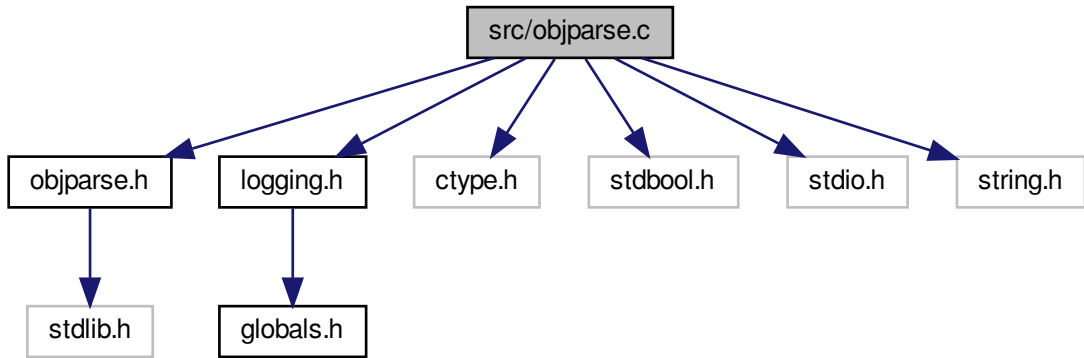 src/objparse.c
objparse.h
logging.h
ctype.h
stdbool.h
stdio.h
string.h
stdlib.h
globals.h